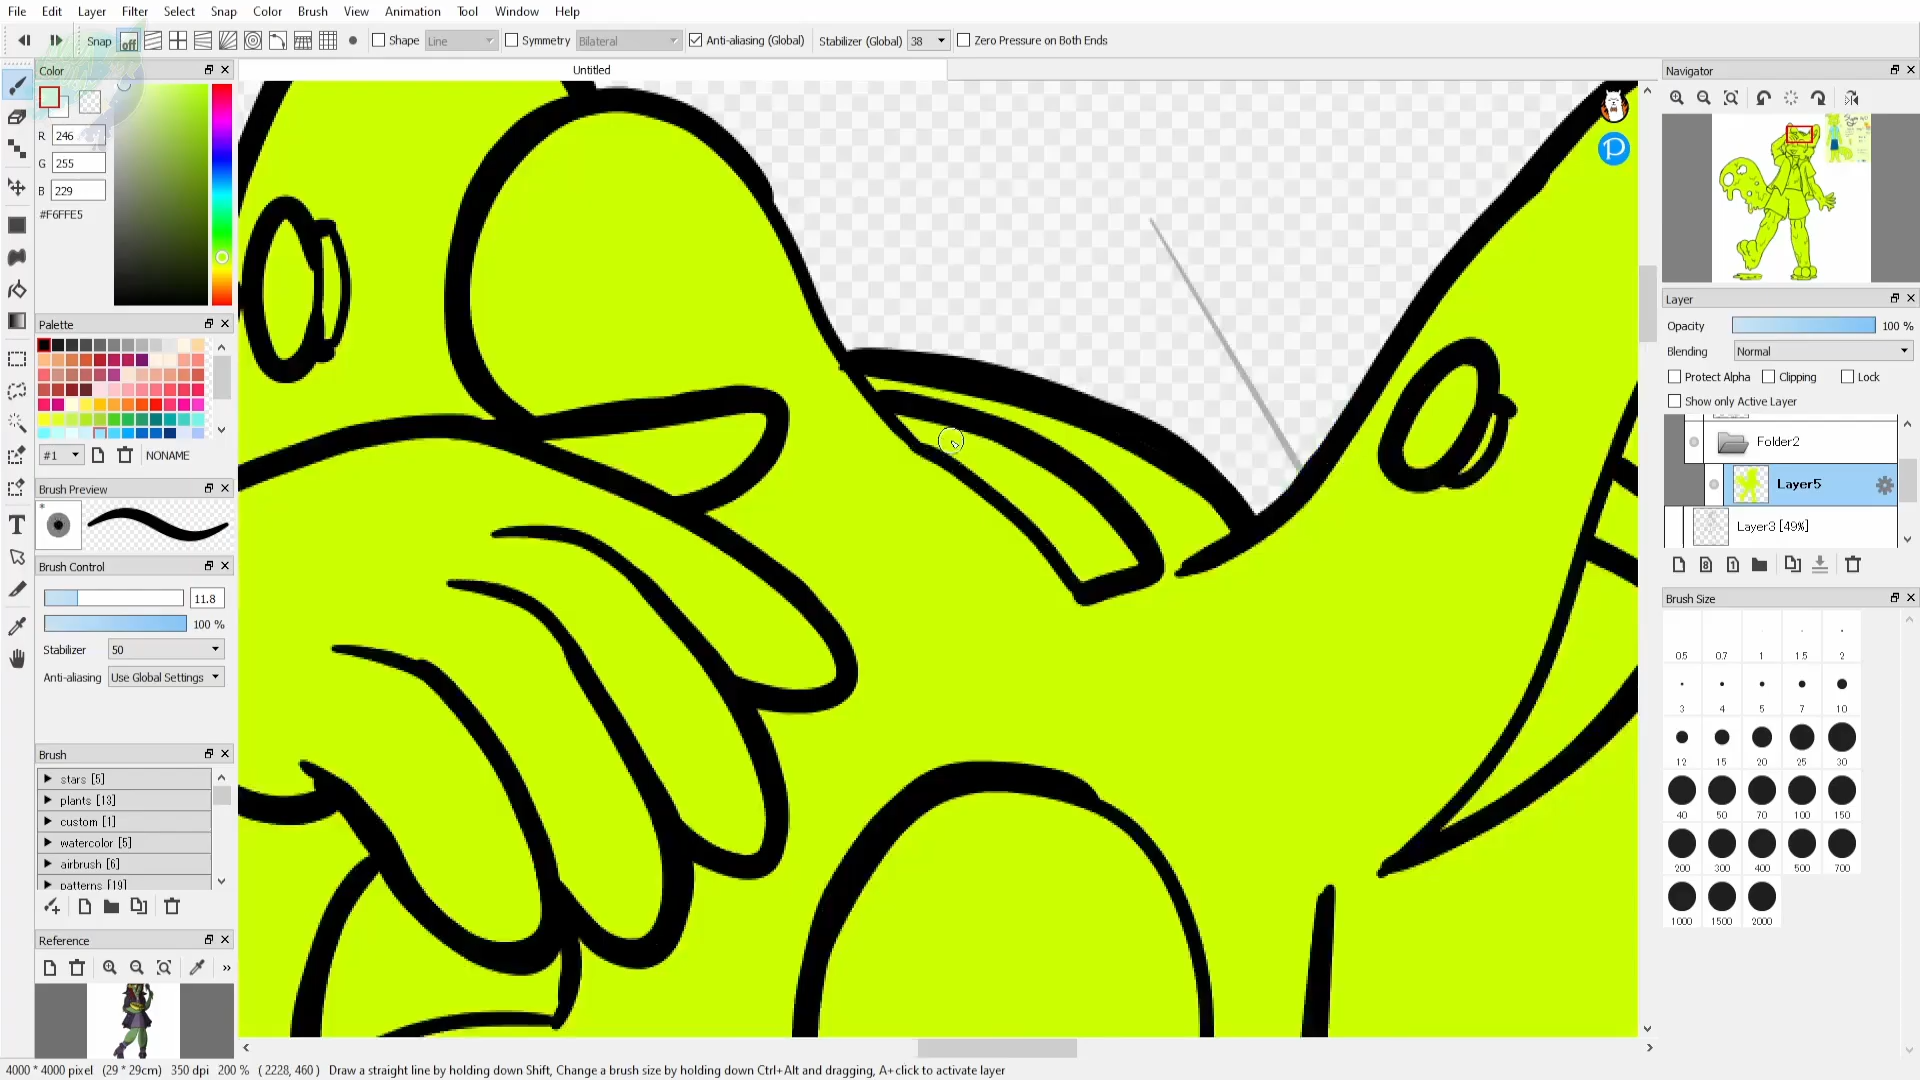 File Edit Layer Filter Select Snap Color Brush View Animation Tool Window Help
Snap off Shape Line Symmetry Bilateral Anti-aliasing (Global) Stabilizer (Global) 38 Zero Pressure on Both Ends
Color
Untitled
Navigator
R 246
G 255
B 229
#F6FFE5
P
Palette
#1 NONAME
Brush Preview
Brush Control
11.8
100 %
Stabilizer 50
Anti-aliasing Use Global Settings
Brush
stars [5]
plants [13]
custom [1]
watercolor [5]
airbrush [6]
patterns [19]
Reference
Layer
Opacity 100 %
Blending Normal
Protect Alpha Clipping Lock
Show only Active Layer
Folder2
Layer5
Layer3 [49%]
Brush Size
0.5 0.7 1 1.5 2
3 4 5 7 10
12 15 20 25 30
40 50 70 100 150
200 300 400 500 700
1000 1500 2000
4000 * 4000 pixel (29 * 29cm) 350 dpi 200 % ( 2228, 460 ) Draw a straight line by holding down Shift, Change a brush size by holding down Ctrl+Alt and dragging, A+click to activate layer